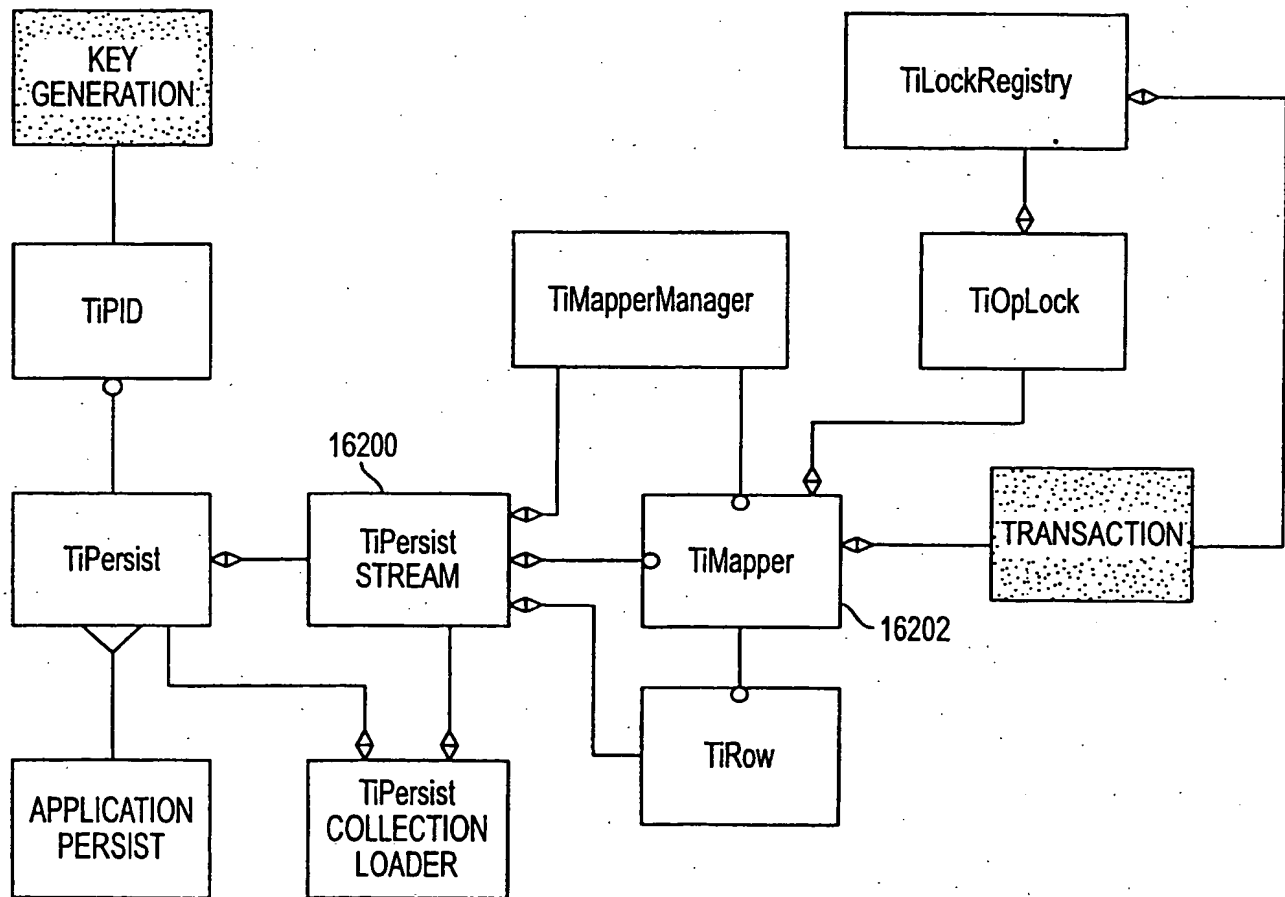 KEY
GENERATION
TiLockRegistry
TiPID
TiMapperManager
TiOpLock
16200
TiPersist
TiPersist
STREAM
TiMapper
TRANSACTION
16202
APPLICATION
PERSIST
TiPersist
COLLECTION
LOADER
TiRow